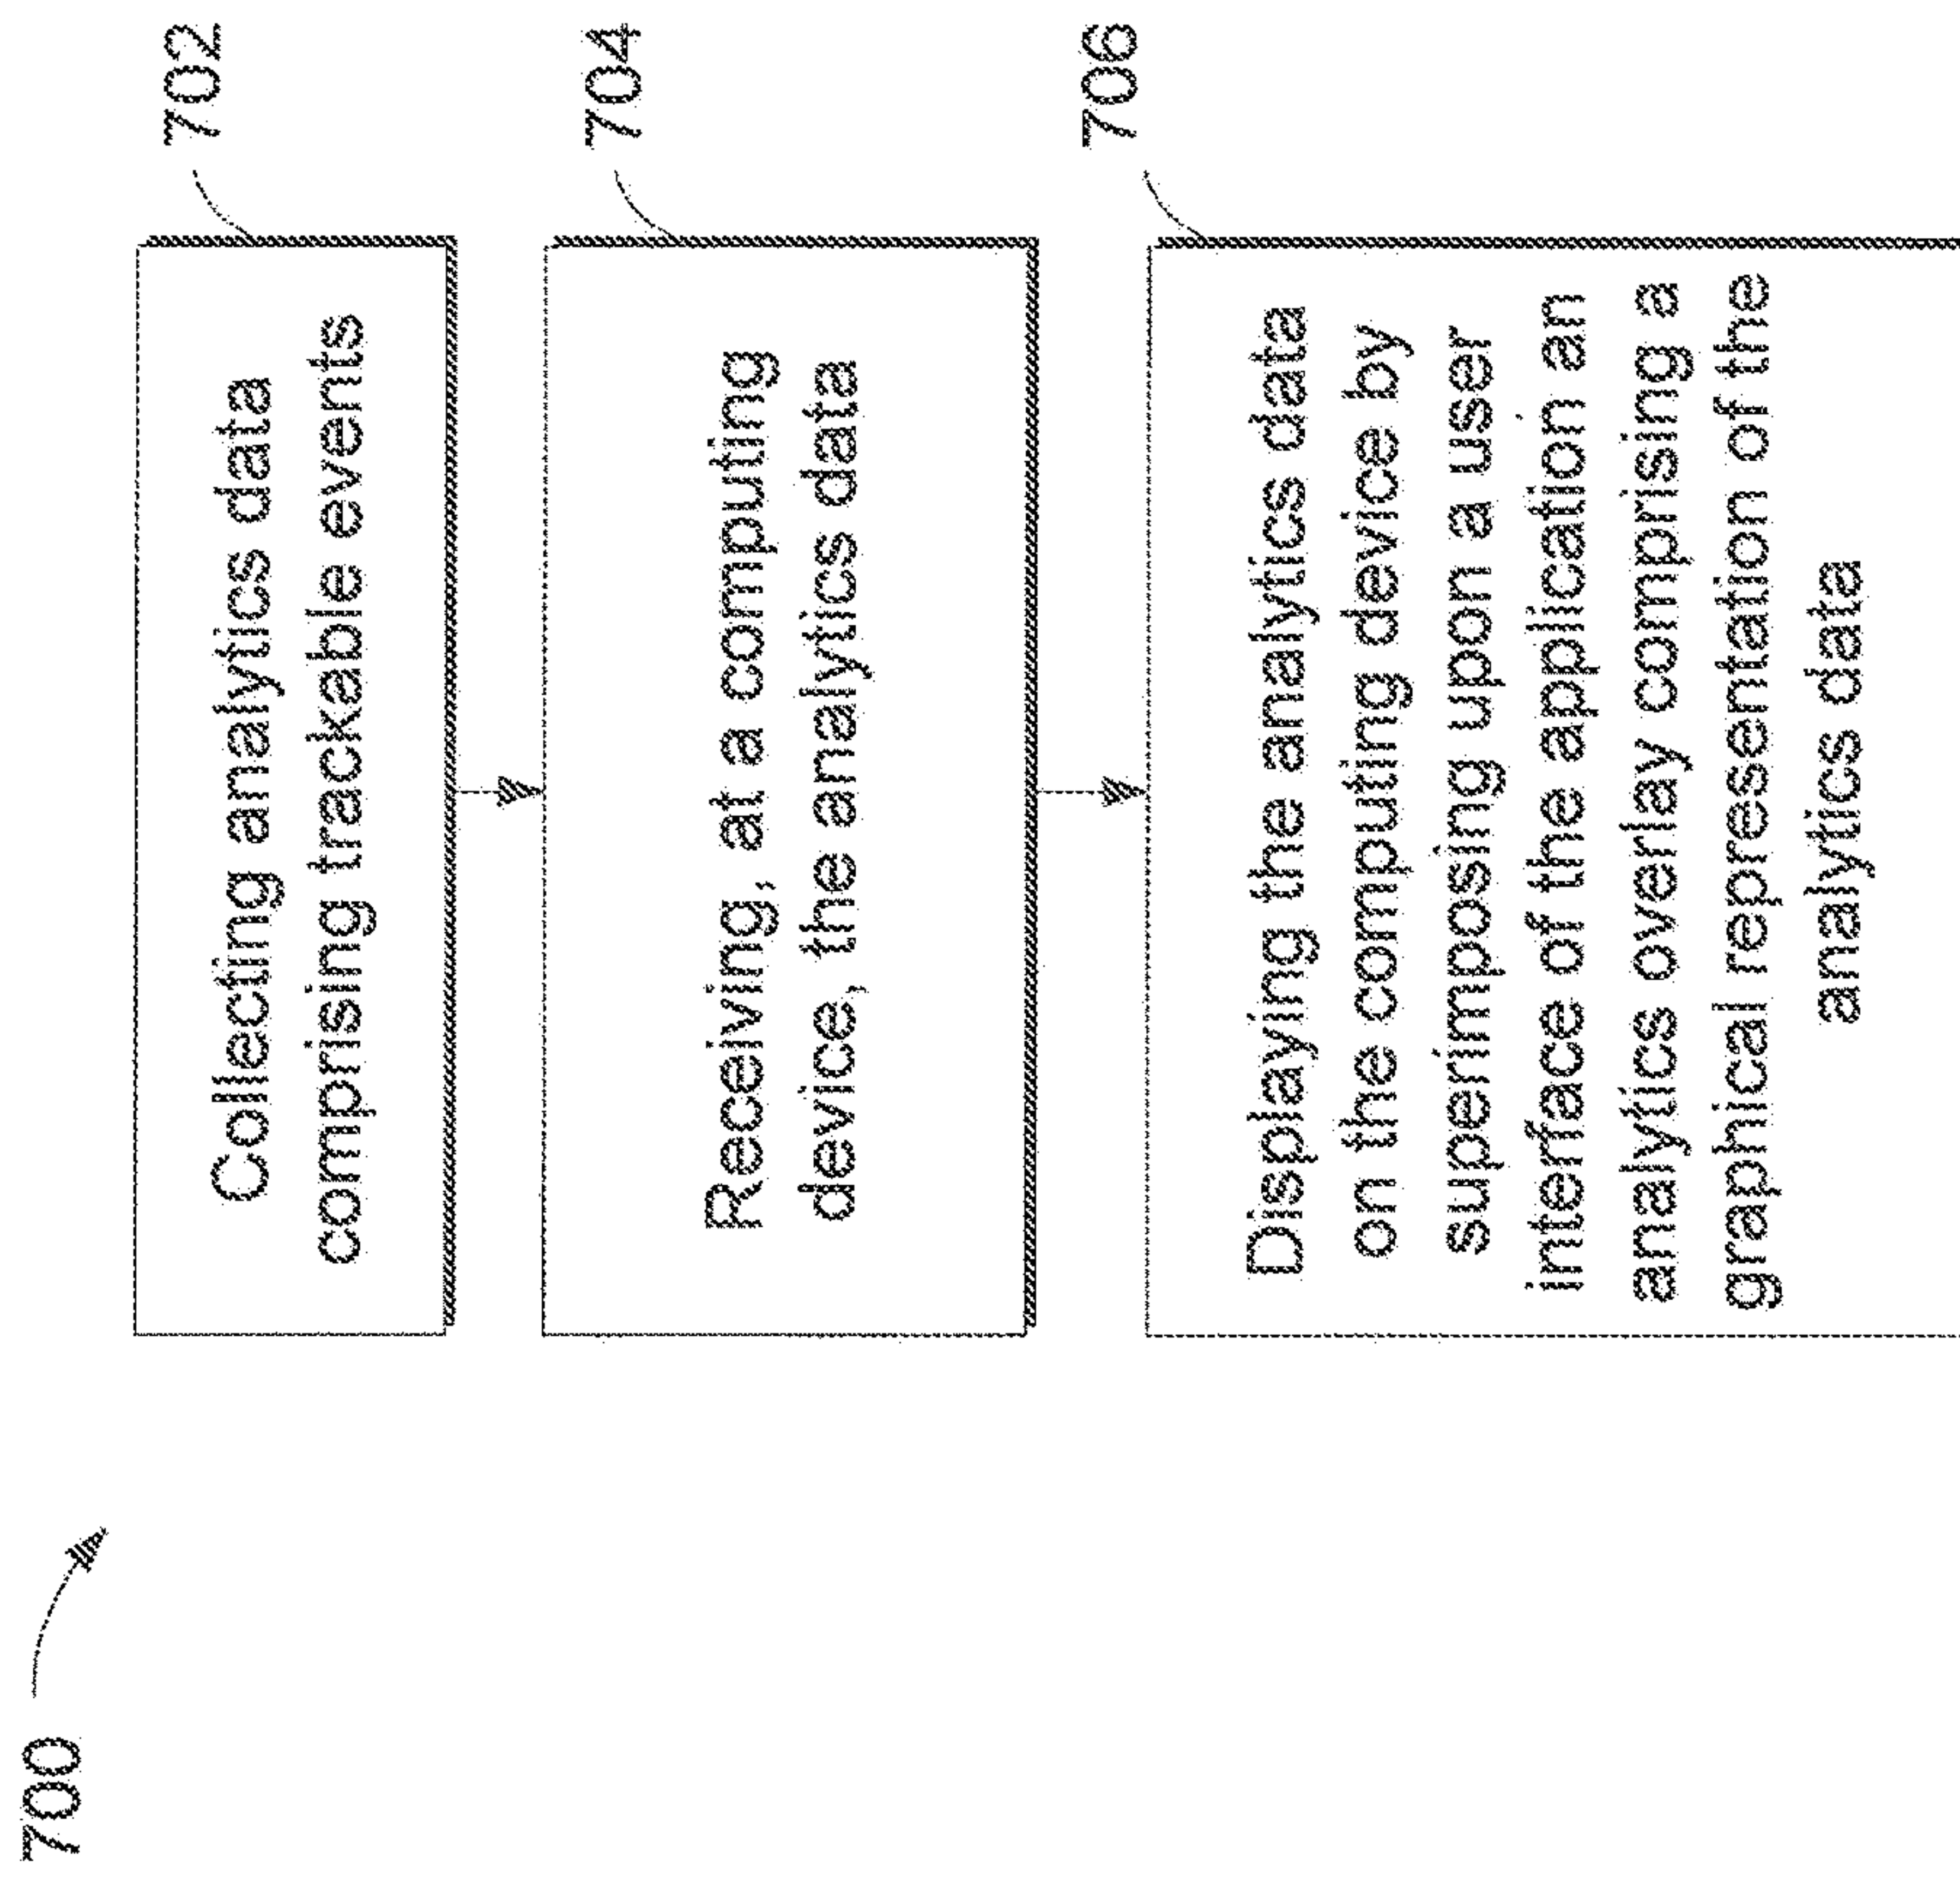 700
702
Collecting analytics data
comprising trackable events
704
Receiving, at a computing
device, the analytics data
706
Displaying the analytics data
on the computing device by
superimposing upon a user
interface of the application an
analytics overlay comprising a
graphical representation of the
analytics data